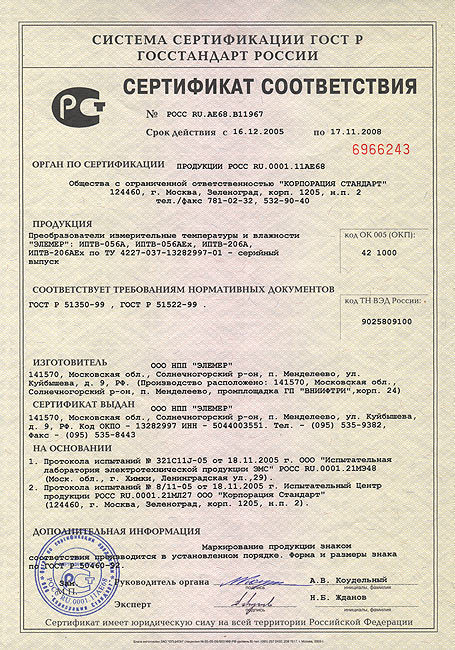 СИСТЕМА СЕРТИФИКАЦИИ ГОСТ Р
ГОССТАНДАРТ РОССИИ
СЕРТИФИКАТ СООТВЕТСТВИЯ
№ РОСС RU.АЕ68.В11967
Срок действия с 16.12.2005 по 17.11.2008
6966243
ОРГАН ПО СЕРТИФИКАЦИИ ПРОДУКЦИИ РОСС RU.0001.11АЕ68
Общества с ограниченной ответственностью "КОРПОРАЦИЯ СТАНДАРТ"
124460, г. Москва, Зеленоград, корп. 1205, н.п. 2
тел./факс 781-02-32, 532-90-40
ПРОДУКЦИЯ
Преобразователи измерительные температуры и влажности
"ЭЛЕМЕР": ИПТВ-056А, ИПТВ-056АЕх, ИПТВ-206А,
ИПТВ-206АЕх по ТУ 4227-037-13282997-01 - серийный
выпуск
код ОК 005 (ОКП):
42 1000
СООТВЕТСТВУЕТ ТРЕБОВАНИЯМ НОРМАТИВНЫХ ДОКУМЕНТОВ
ГОСТ Р 51350-99 , ГОСТ Р 51522-99 .
код ТН ВЭД России:
9025809100
ИЗГОТОВИТЕЛЬ ООО НПП "ЭЛЕМЕР"
141570, Московская обл., Солнечногорский р-он, п. Менделеево, ул.
Куйбышева, д. 9, РФ. (Производство расположено: 141570, Московская обл.,
Солнечногорский р-он, п. Менделеево, промплощадка ГП "ВНИИФТРИ",корп. 24)
СЕРТИФИКАТ ВЫДАН ООО НПП "ЭЛЕМЕР"
141570, Московская обл., Солнечногорский р-он, п. Менделеево, ул. Куйбышева,
д. 9, РФ. Код ОКПО - 13282997 ИНН - 5044003551. Тел. - (095) 535-9382,
Факс - (095) 535-8443
НА ОСНОВАНИИ
1. Протокола испытаний № 321С11J-05 от 18.11.2005 г. ООО "Испытательная
лаборатория электротехнической продукции ЭМС" РОСС RU.0001.21МЭ48
(Моск. обл., г. Химки, Ленинградская ул.,29).
2. Протокола испытаний № 8/11-05 от 18.11.2005 г. Испытательный Центр
продукции РОСС RU.0001.21МЛ27 ООО "Корпорация Стандарт"
(124460, г. Москва, Зеленоград, корп. 1205, н.п. 2).
ДОПОЛНИТЕЛЬНАЯ ИНФОРМАЦИЯ
Маркирование продукции знаком
соответствия производится в установленном порядке. Форма и размеры знака
по ГОСТ Р 50460-92.
Руководитель органа
подпись
А.В. Коудельный
инициалы, фамилия
М.П.
Эксперт
подпись
Н.Б. Жданов
инициалы, фамилия
Сертификат имеет юридическую силу на всей территории Российской Федерации